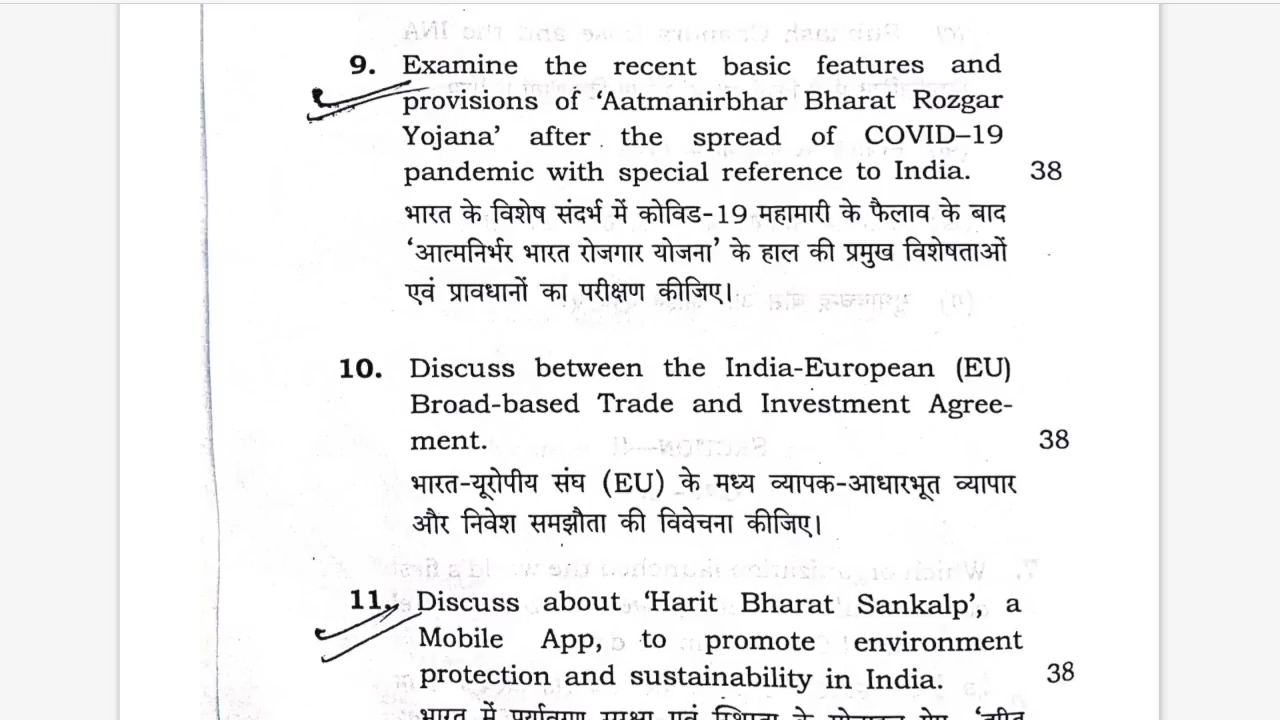 9. Examine the recent basic features and
provisions of 'Aatmanirbhar Bharat Rozgar
Yojana' after the spread of COVID–19
pandemic with special reference to India. 38
भारत के विशेष संदर्भ में कोविड-19 महामारी के फैलाव के बाद
'आत्मनिर्भर भारत रोजगार योजना' के हाल की प्रमुख विशेषताओं
एवं प्रावधानों का परीक्षण कीजिए।
10. Discuss between the India-European (EU)
Broad-based Trade and Investment Agree-
ment. 38
भारत-यूरोपीय संघ (EU) के मध्य व्यापक-आधारभूत व्यापार
और निवेश समझौता की विवेचना कीजिए।
11. Discuss about 'Harit Bharat Sankalp', a
Mobile App, to promote environment
protection and sustainability in India. 38
भारत में